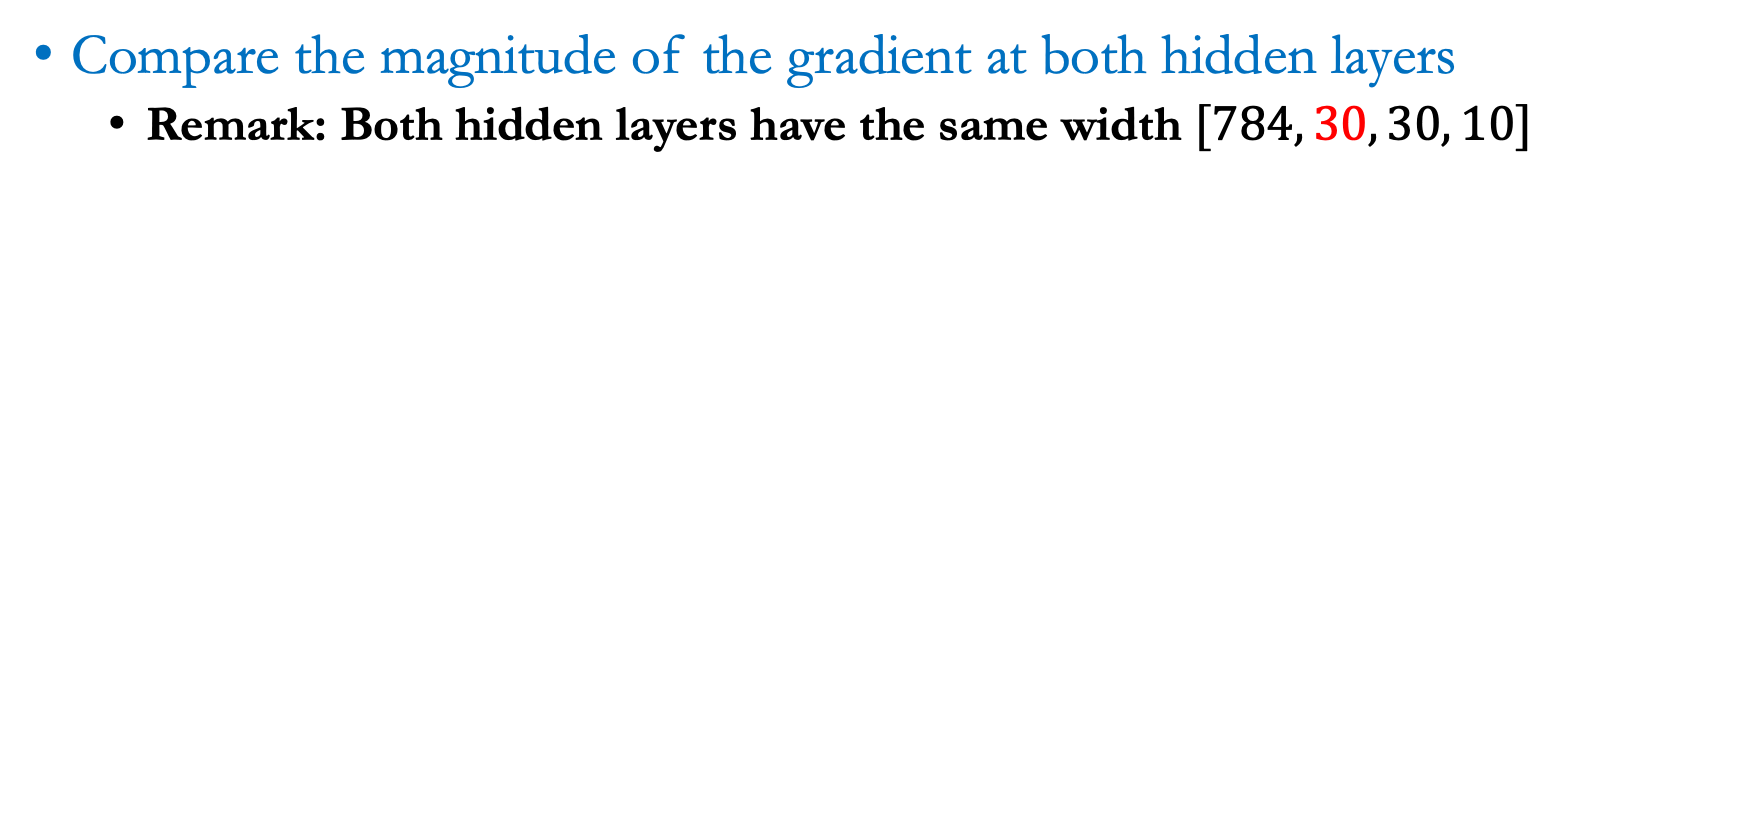 • Compare the magnitude of the gradient at both hidden layers
• Remark: Both hidden layers have the same width [784, 30, 30, 10]